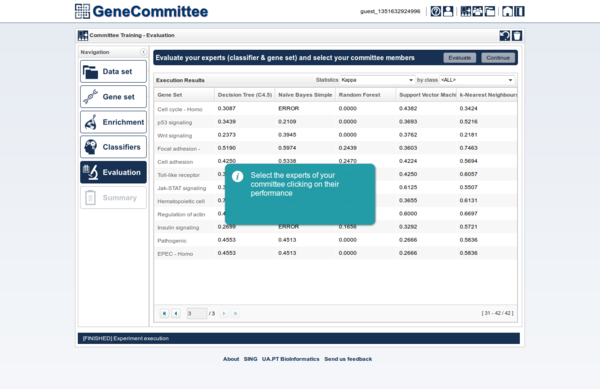 GeneCommittee
guest_1351632924996
Committee Training - Evaluation
Navigation
Data set
Gene set
Enrichment
Classifiers
Evaluation
Summary
Evaluate your experts (classifier & gene set) and select your committee members
Evaluate
Continue
Execution Results
Statistics Kappa
by class <ALL>
Gene Set Decision Tree (C4.5) Naïve Bayes Simple Random Forest Support Vector Machi k-Nearest Neighbours
Cell cycle - Homo 0.3087 ERROR 0.0000 0.4382 0.3424
p53 signaling 0.3439 0.2109 0.0000 0.3693 0.5216
Wnt signaling 0.2373 0.3945 0.0000 0.3762 0.2181
Focal adhesion - 0.5190 0.5974 0.2439 0.3603 0.7463
Cell adhesion 0.4250 0.5338 0.2470 0.4224 0.5694
Toll-like receptor 0.4250 0.6057
Jak-STAT signaling 0.6125 0.5507
Hematopoietic cell 0.3655 0.6131
Regulation of actin 0.6000 0.6697
Insulin signaling 0.2699 ERROR 0.1656 0.3292 0.5721
Pathogenic 0.4553 0.4513 0.0000 0.2666 0.5836
EPEC - Homo 0.4553 0.4513 0.0000 0.2666 0.5836
Select the experts of your
committee clicking on their
performance
3 / 3
[ 31 - 42 / 42 ]
[FINISHED] Experiment execution
About SING UA.PT Bioinformatics Send us feedback